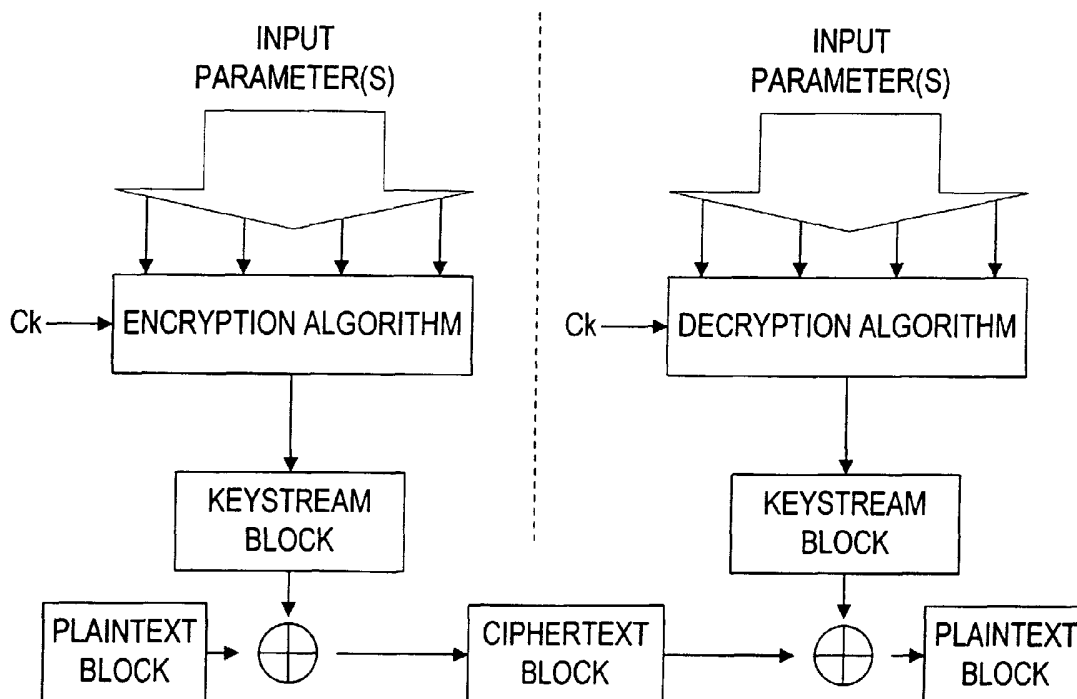 INPUT
PARAMETER(S)
INPUT
PARAMETER(S)
Ck
ENCRYPTION ALGORITHM
Ck
DECRYPTION ALGORITHM
KEYSTREAM
BLOCK
KEYSTREAM
BLOCK
PLAINTEXT
BLOCK
CIPHERTEXT
BLOCK
PLAINTEXT
BLOCK